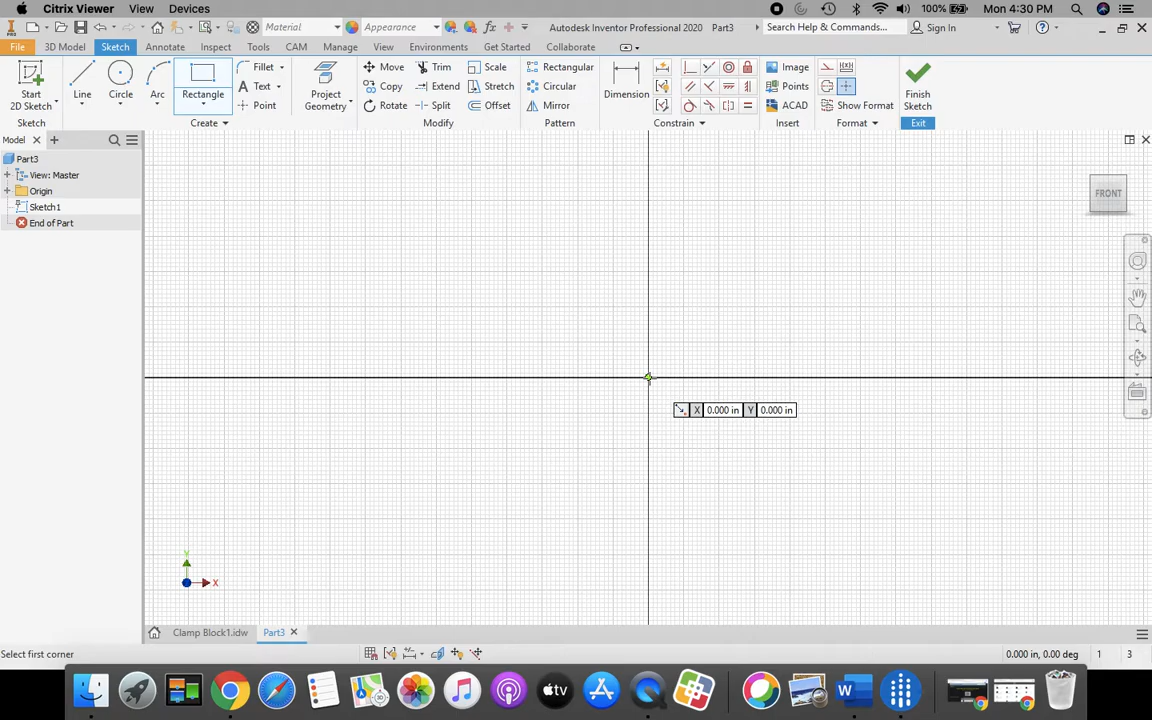 Citrix Viewer View Devices 100% Mon 4:30 PM
PRO Material Appearance fx Autodesk Inventor Professional 2020 Part3 Search Help & Commands... Sign In
File 3D Model Sketch Annotate Inspect Tools CAM Manage View Environments Get Started Collaborate
Start 2D Sketch Line Circle Arc Rectangle Fillet Text Point Project Geometry Move Copy Rotate Trim Extend Split Scale Stretch Offset Rectangular Circular Mirror Dimension Image Points ACAD Show Format Finish Sketch
Sketch Create Modify Pattern Constrain Insert Format Exit
Model
Part3
View: Master
Origin
Sketch1
End of Part
FRONT
X 0.000 in Y 0.000 in
Y
X
Clamp Block1.idw Part3
Select first corner 0.000 in, 0.00 deg 1 3
tv W